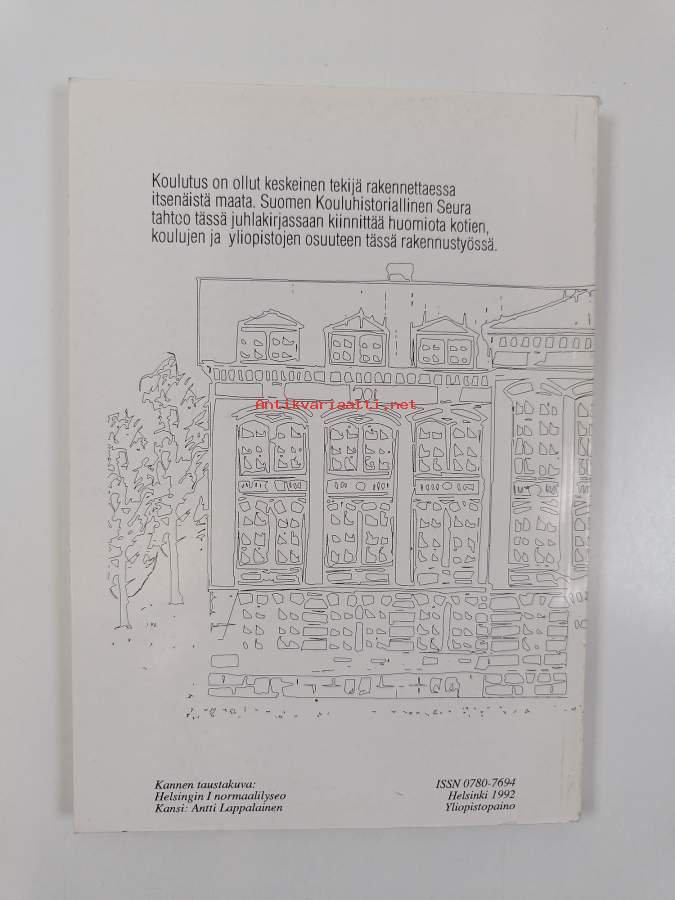 Koulutus on ollut keskeinen tekijä rakennettaessa
itsenäistä maata. Suomen Kouluhistoriallinen Seura
tahtoo tässä juhlakirjassaan kiinnittää huomiota kotien,
koulujen ja yliopistojen osuuteen tässä rakennustyössä.
Antikvariaatti.net
Kannen taustakuva:
Helsingin I normaalilyseo
Kansi: Antti Lappalainen
ISSN 0780-7694
Helsinki 1992
Yliopistopaino